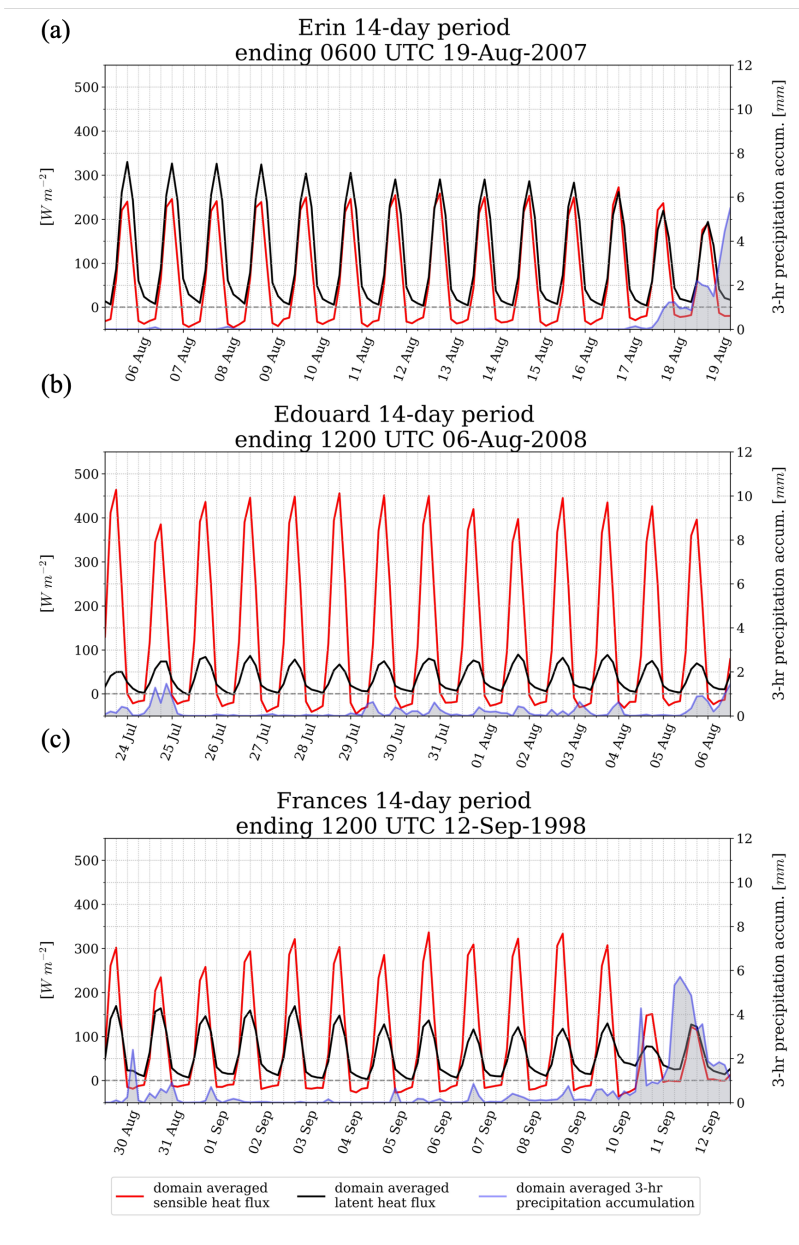 (a)
Erin 14-day period
ending 0600 UTC 19-Aug-2007
[W m⁻²]
550
500
400
300
200
100
0
12
10
8
6
4
2
0
3-hr precipitation accum. [mm]
06 Aug
07 Aug
08 Aug
09 Aug
10 Aug
11 Aug
12 Aug
13 Aug
14 Aug
15 Aug
16 Aug
17 Aug
18 Aug
19 Aug
(b)
Edouard 14-day period
ending 1200 UTC 06-Aug-2008
[W m⁻²]
500
400
300
200
100
0
12
10
8
6
4
2
0
3-hr precipitation accum. [mm]
24 Jul
25 Jul
26 Jul
27 Jul
28 Jul
29 Jul
30 Jul
31 Jul
01 Aug
02 Aug
03 Aug
04 Aug
05 Aug
06 Aug
(c)
Frances 14-day period
ending 1200 UTC 12-Sep-1998
[W m⁻²]
500
400
300
200
100
0
12
10
8
6
4
2
0
3-hr precipitation accum. [mm]
30 Aug
31 Aug
01 Sep
02 Sep
03 Sep
04 Sep
05 Sep
06 Sep
07 Sep
08 Sep
09 Sep
10 Sep
11 Sep
12 Sep
domain averaged
sensible heat flux
domain averaged
latent heat flux
domain averaged 3-hr
precipitation accumulation